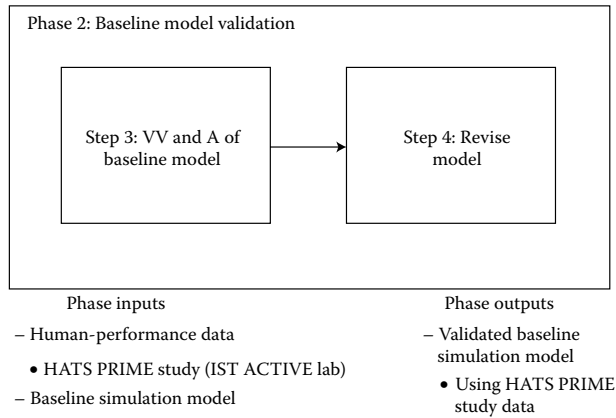 Phase 2: Baseline model validation
Step 3: VV and A of
baseline model
Step 4: Revise
model
Phase inputs
– Human-performance data
• HATS PRIME study (IST ACTIVE lab)
– Baseline simulation model
Phase outputs
– Validated baseline
simulation model
• Using HATS PRIME
study data